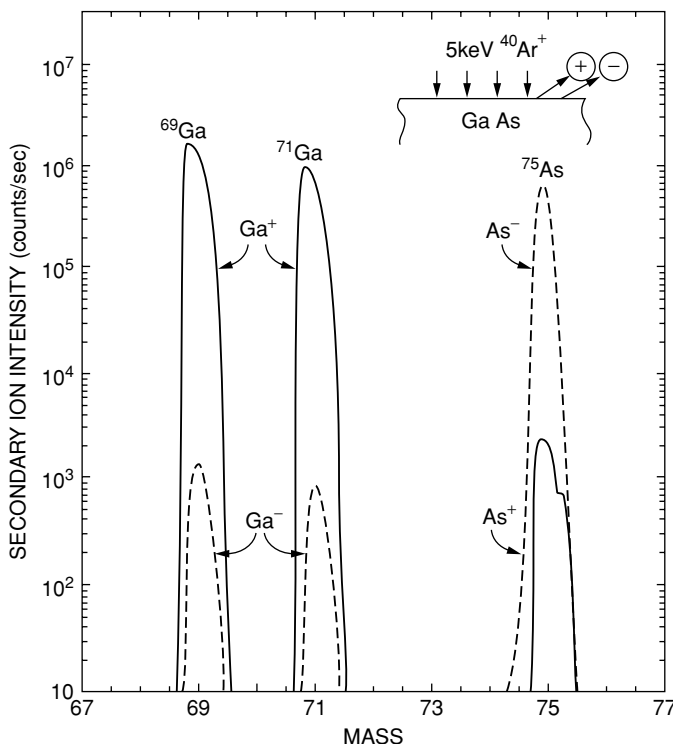 SECONDARY ION INTENSITY (counts/sec)
10⁷
10⁶
10⁵
10⁴
10³
10²
10
5keV ⁴⁰Ar⁺
+ −
Ga As
⁶⁹Ga
⁷¹Ga
⁷⁵As
Ga⁺
As⁻
Ga⁻
As⁺
67 69 71 73 75 77
MASS